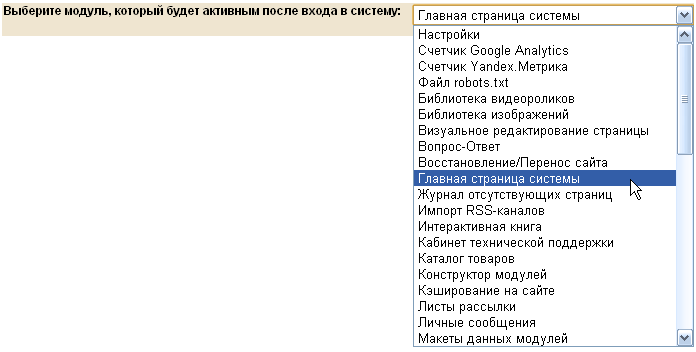 Выберите модуль, который будет активным после входа в систему: Главная страница системы
Настройки
Счетчик Google Analytics
Счетчик Yandex.Метрика
Файл robots.txt
Библиотека видеороликов
Библиотека изображений
Визуальное редактирование страницы
Вопрос-Ответ
Восстановление/Перенос сайта
Главная страница системы
Журнал отсутствующих страниц
Импорт RSS-каналов
Интерактивная книга
Кабинет технической поддержки
Каталог товаров
Конструктор модулей
Кэширование на сайте
Листы рассылки
Личные сообщения
Макеты данных модулей